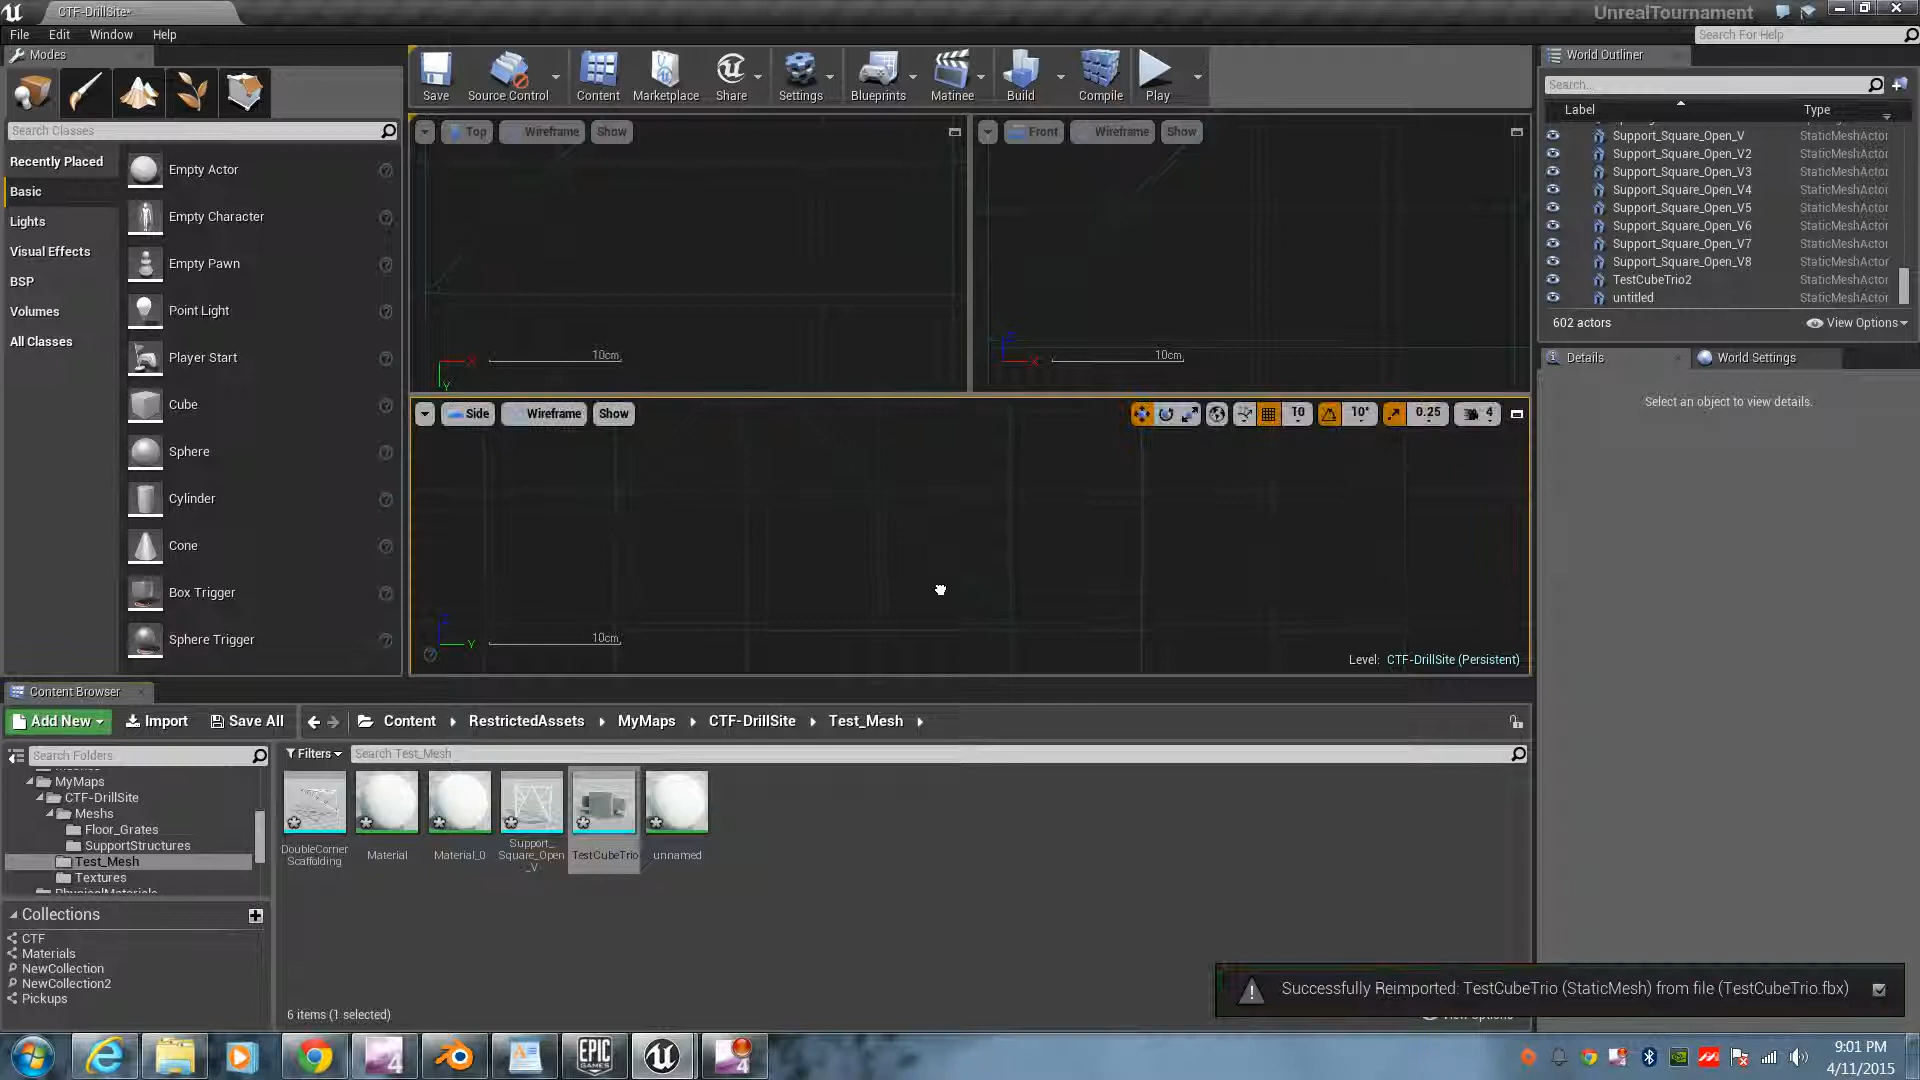 CTF-DrillSite*
UnrealTournament
File Edit Window Help
Search For Help
Modes
Search Classes
Recently Placed
Basic
Lights
Visual Effects
BSP
Volumes
All Classes
Empty Actor
Empty Character
Empty Pawn
Point Light
Player Start
Cube
Sphere
Cylinder
Cone
Box Trigger
Sphere Trigger
Save Source Control Content Marketplace Share Settings Blueprints Matinee Build Compile Play
Top Wireframe Show
10cm
X
Y
Front Wireframe Show
10cm
X
Side Wireframe Show
10 10° 0.25 4
10cm
Y
Level: CTF-DrillSite (Persistent)
World Outliner
Search...
Label Type
Support_Square_Open_V StaticMeshActor
Support_Square_Open_V2 StaticMeshActor
Support_Square_Open_V3 StaticMeshActor
Support_Square_Open_V4 StaticMeshActor
Support_Square_Open_V5 StaticMeshActor
Support_Square_Open_V6 StaticMeshActor
Support_Square_Open_V7 StaticMeshActor
Support_Square_Open_V8 StaticMeshActor
TestCubeTrio2 StaticMeshActor
untitled StaticMeshActor
602 actors View Options
Details World Settings
Select an object to view details.
Content Browser
Add New Import Save All Content RestrictedAssets MyMaps CTF-DrillSite Test_Mesh
Search Folders
Filters Search Test_Mesh
MyMaps
CTF-DrillSite
Meshes
Floor_Grates
SupportStructures
Test_Mesh
Textures
PhysicalMaterials
Collections
CTF
Materials
NewCollection
NewCollection2
Pickups
DoubleCorner
Scaffolding
Material
Material_0
Support_
Square_Open
_V
TestCubeTrio
unnamed
6 items (1 selected)
Successfully Reimported: TestCubeTrio (StaticMesh) from file (TestCubeTrio.fbx)
View Options
EPIC
GAMES
4
4
9:01 PM
4/11/2015